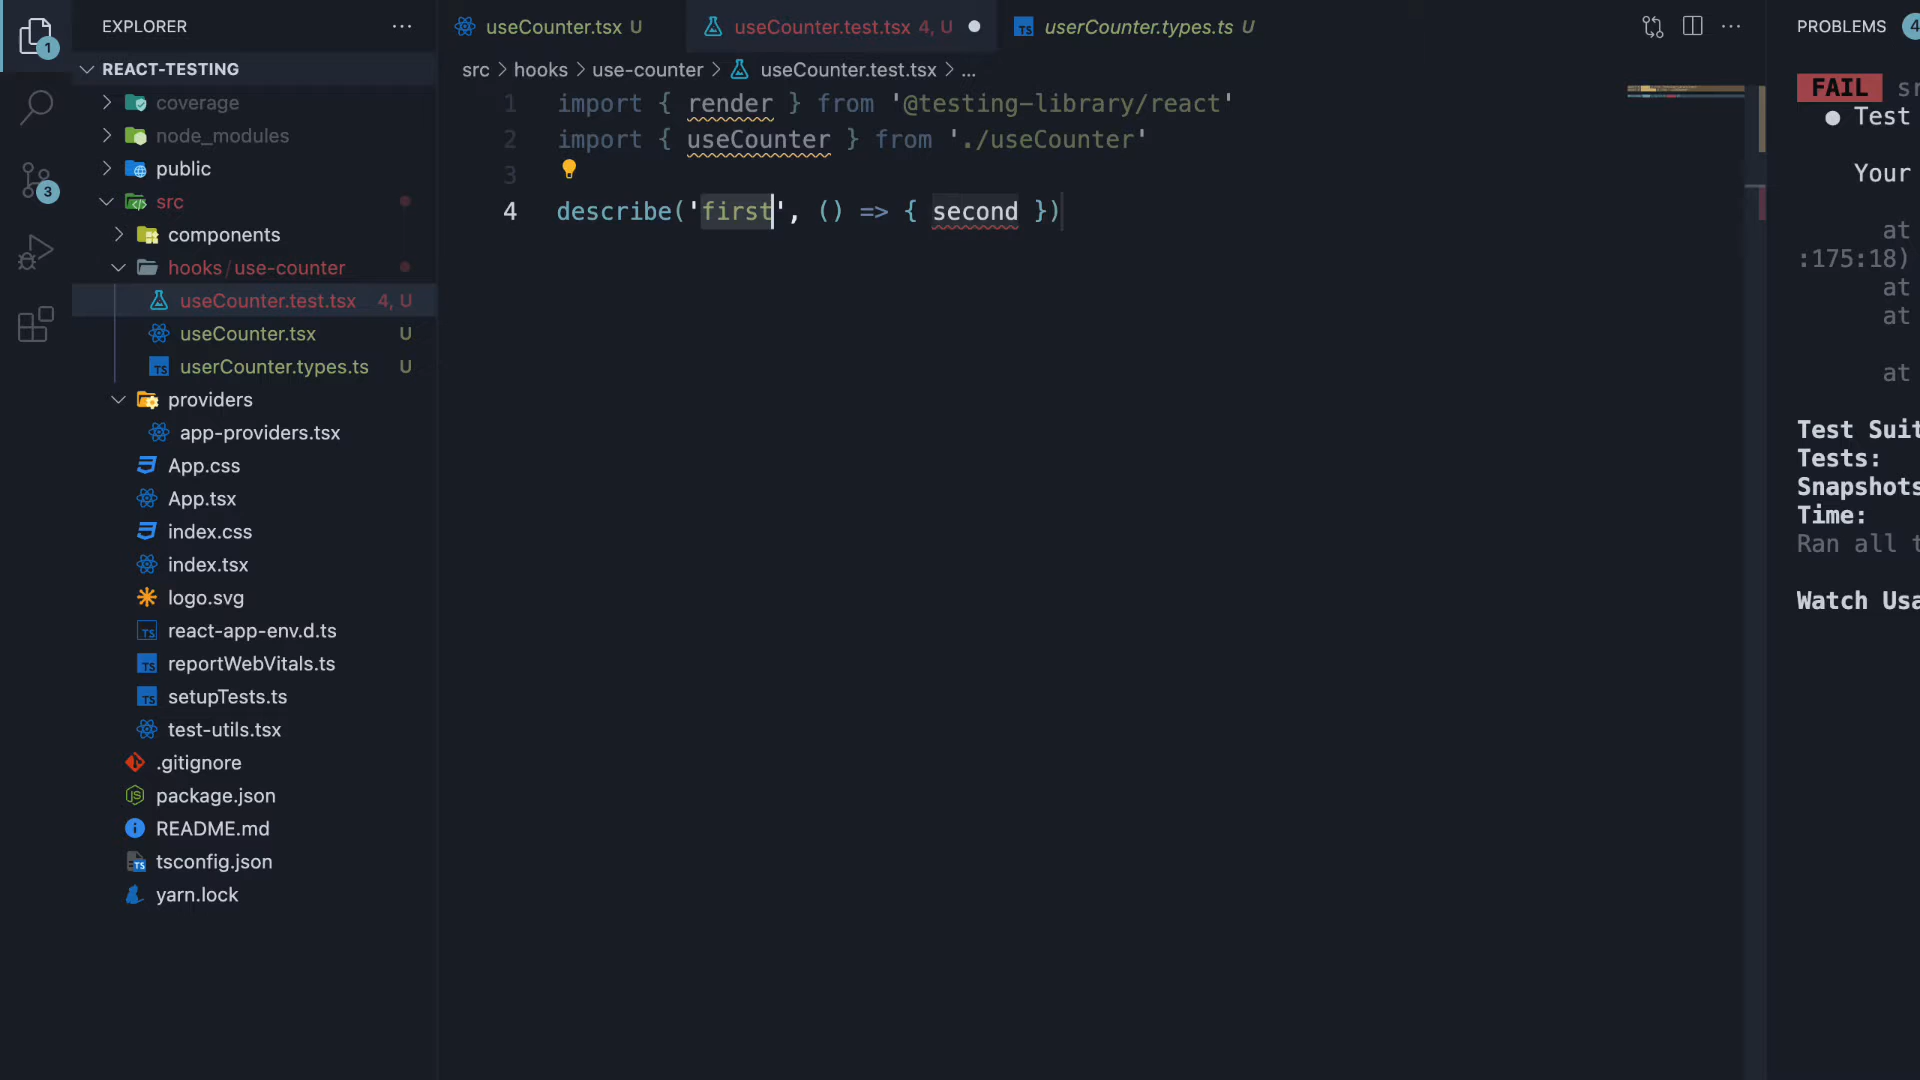 EXPLORER
REACT-TESTING
coverage
node_modules
public
src
components
hooks/use-counter
useCounter.test.tsx 4, U
useCounter.tsx U
userCounter.types.ts U
providers
app-providers.tsx
App.css
App.tsx
index.css
index.tsx
logo.svg
react-app-env.d.ts
reportWebVitals.ts
setupTests.ts
test-utils.tsx
.gitignore
package.json
README.md
tsconfig.json
yarn.lock
1
3
useCounter.tsx U
useCounter.test.tsx 4, U
userCounter.types.ts U
src > hooks > use-counter > useCounter.test.tsx > ...
1 import { render } from '@testing-library/react'
2 import { useCounter } from './useCounter'
3
4 describe('first', () => { second })
PROBLEMS 4
FAIL sr
● Test
Your
at
:175:18)
at
at
at
Test Suit
Tests:
Snapshots
Time:
Ran all t
Watch Usa